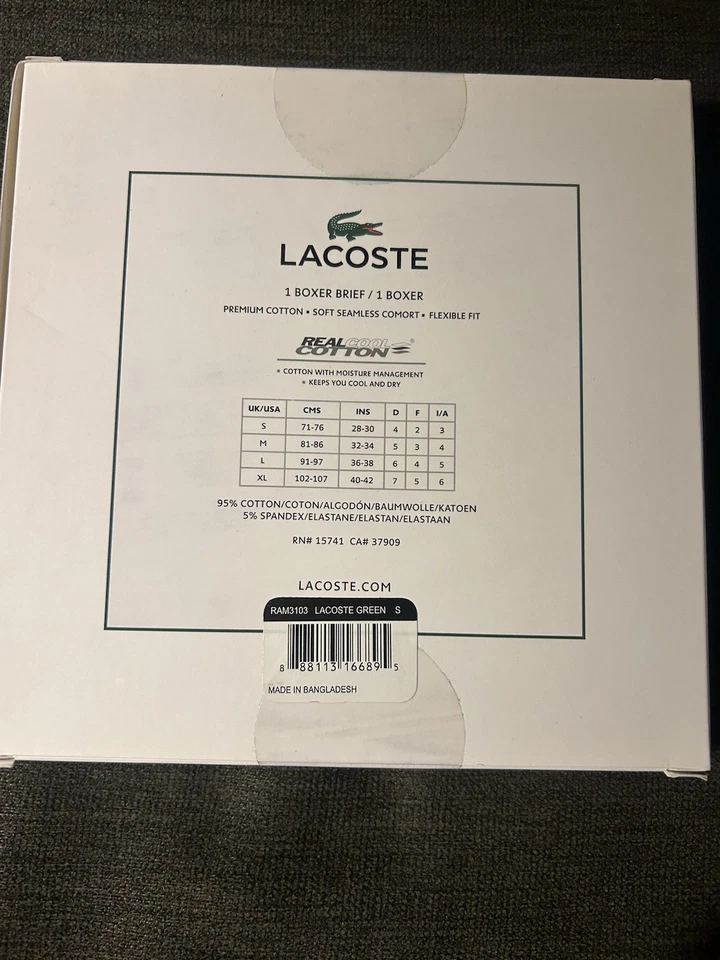 LACOSTE
1 BOXER BRIEF / 1 BOXER
PREMIUM COTTON • SOFT SEAMLESS COMORT • FLEXIBLE FIT
REALCOOL
COTTON®
• COTTON WITH MOISTURE MANAGEMENT
• KEEPS YOU COOL AND DRY
UK/USA CMS INS D F I/A
S 71-76 28-30 4 2 3
M 81-86 32-34 5 3 4
L 91-97 36-38 6 4 5
XL 102-107 40-42 7 5 6
95% COTTON/COTON/ALGODÓN/BAUMWOLLE/KATOEN
5% SPANDEX/ELASTANE/ELASTAN/ELASTAAN
RN# 15741 CA# 37909
LACOSTE.COM
RAM3103 LACOSTE GREEN S
8 88113 16689 5
MADE IN BANGLADESH